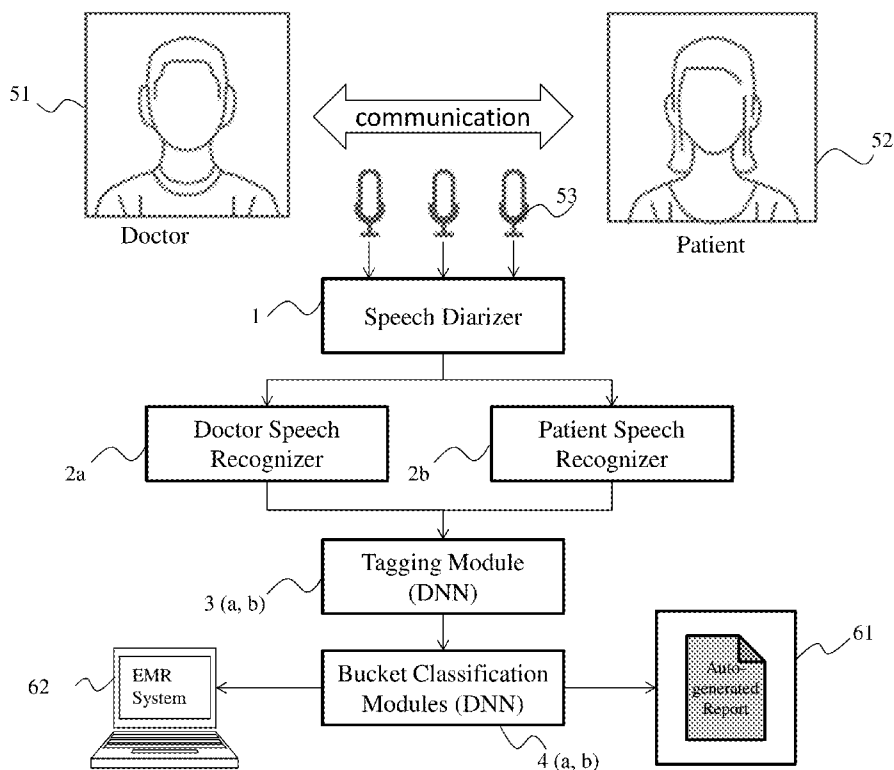 51
communication
52
53
Doctor
Patient
1
Speech Diarizer
Doctor Speech
Recognizer
Patient Speech
Recognizer
2a
2b
Tagging Module
(DNN)
3 (a, b)
61
62
EMR
System
Bucket Classification
Modules (DNN)
Auto-
generated
Report
4 (a, b)